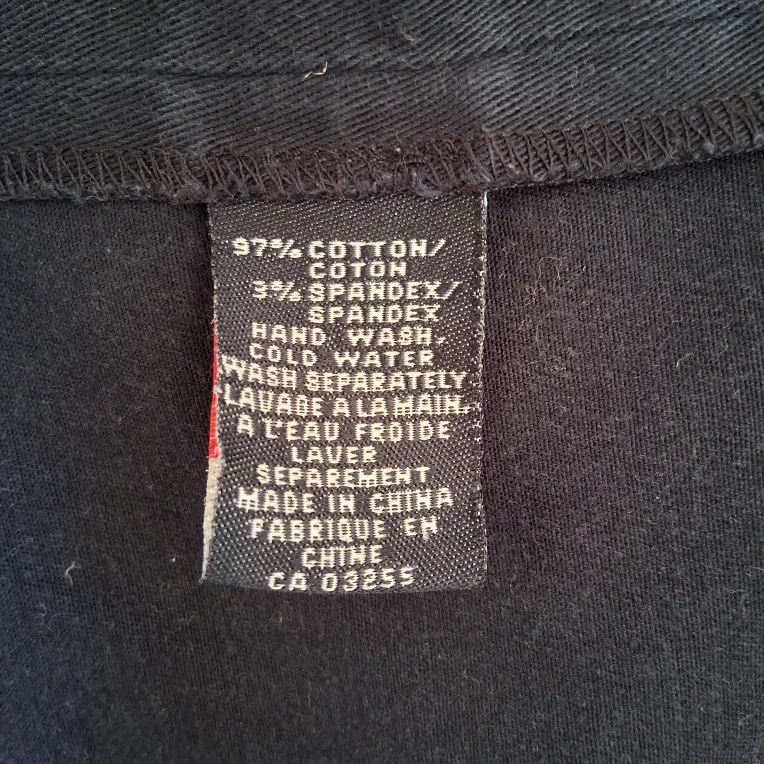 97% COTTON/
COTON
3% SPANDEX/
SPANDEX
HAND WASH.
COLD WATER
WASH SEPARATELY
LAVAGE A LA MAIN.
A L'EAU FROIDE
LAVER
SEPAREMENT
MADE IN CHINA
FABRIQUE EN
CHINE
CA 03255